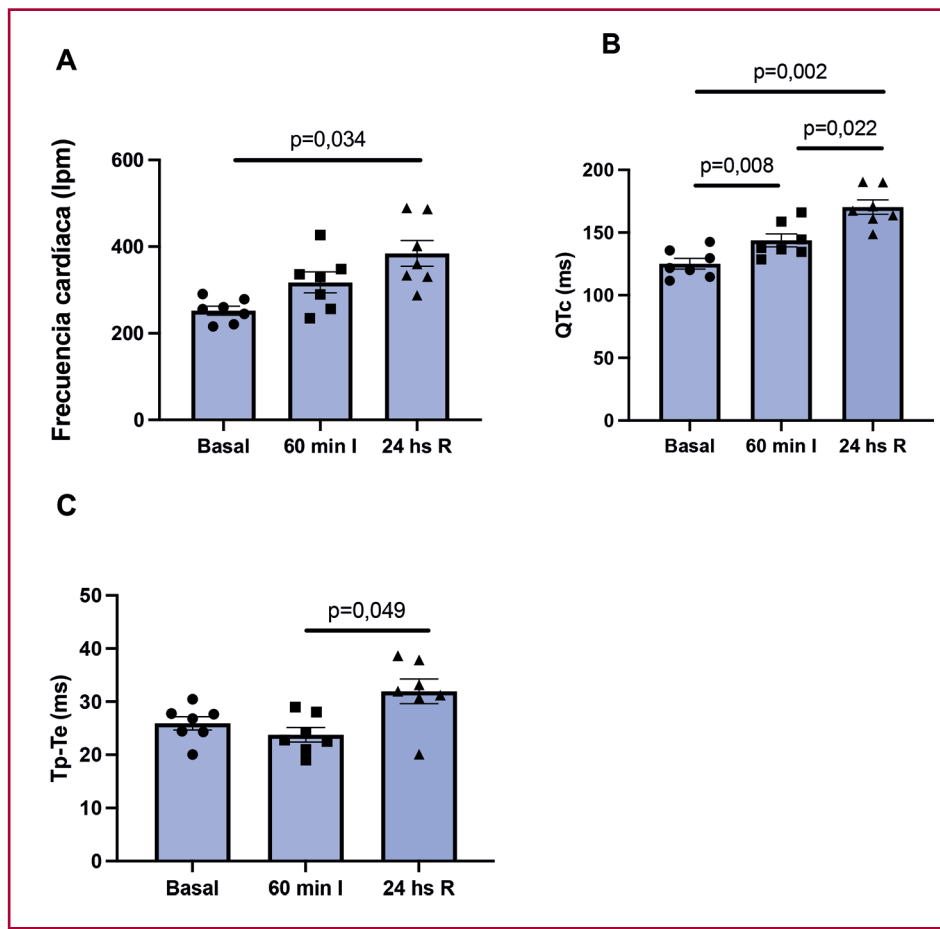 A
p=0,034
Frecuencia cardíaca (lpm)
600
400
200
0
Basal 60 min I 24 hs R
B
p=0,002
p=0,022
p=0,008
QTc (ms)
200
150
100
50
0
Basal 60 min I 24 hs R
C
p=0,049
Tp-Te (ms)
50
40
30
20
10
0
Basal 60 min I 24 hs R